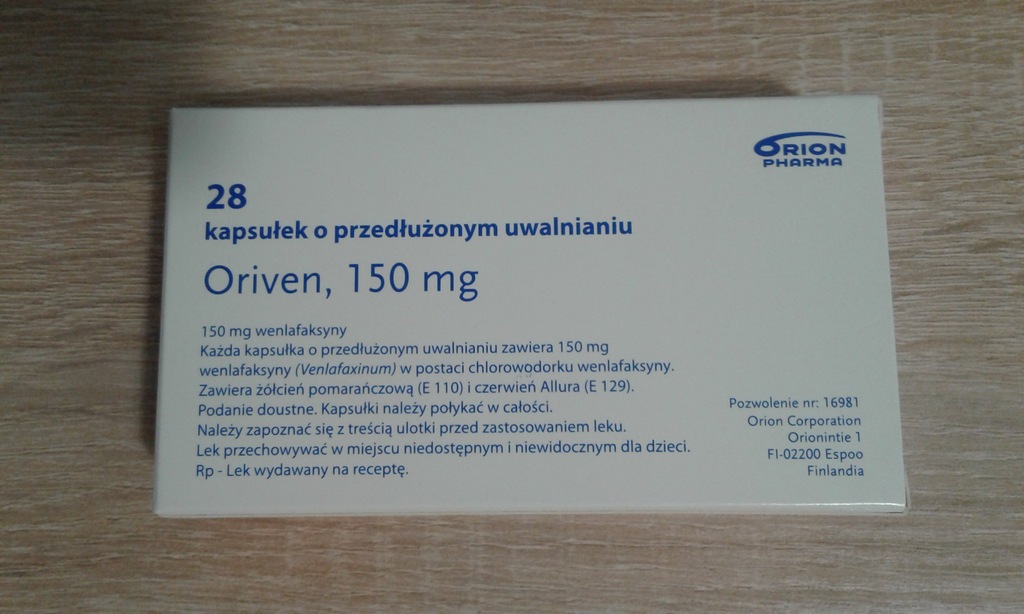 ORION
PHARMA
28
kapsułek o przedłużonym uwalnianiu
Oriven, 150 mg
150 mg wenlafaksyny
Każda kapsułka o przedłużonym uwalnianiu zawiera 150 mg
wenlafaksyny (Venlafaxinum) w postaci chlorowodorku wenlafaksyny.
Zawiera żółcień pomarańczową (E 110) i czerwień Allura (E 129).
Podanie doustne. Kapsułki należy połykać w całości.
Należy zapoznać się z treścią ulotki przed zastosowaniem leku.
Lek przechowywać w miejscu niedostępnym i niewidocznym dla dzieci.
Rp - Lek wydawany na receptę.
Pozwolenie nr: 16981
Orion Corporation
Orionintie 1
FI-02200 Espoo
Finlandia